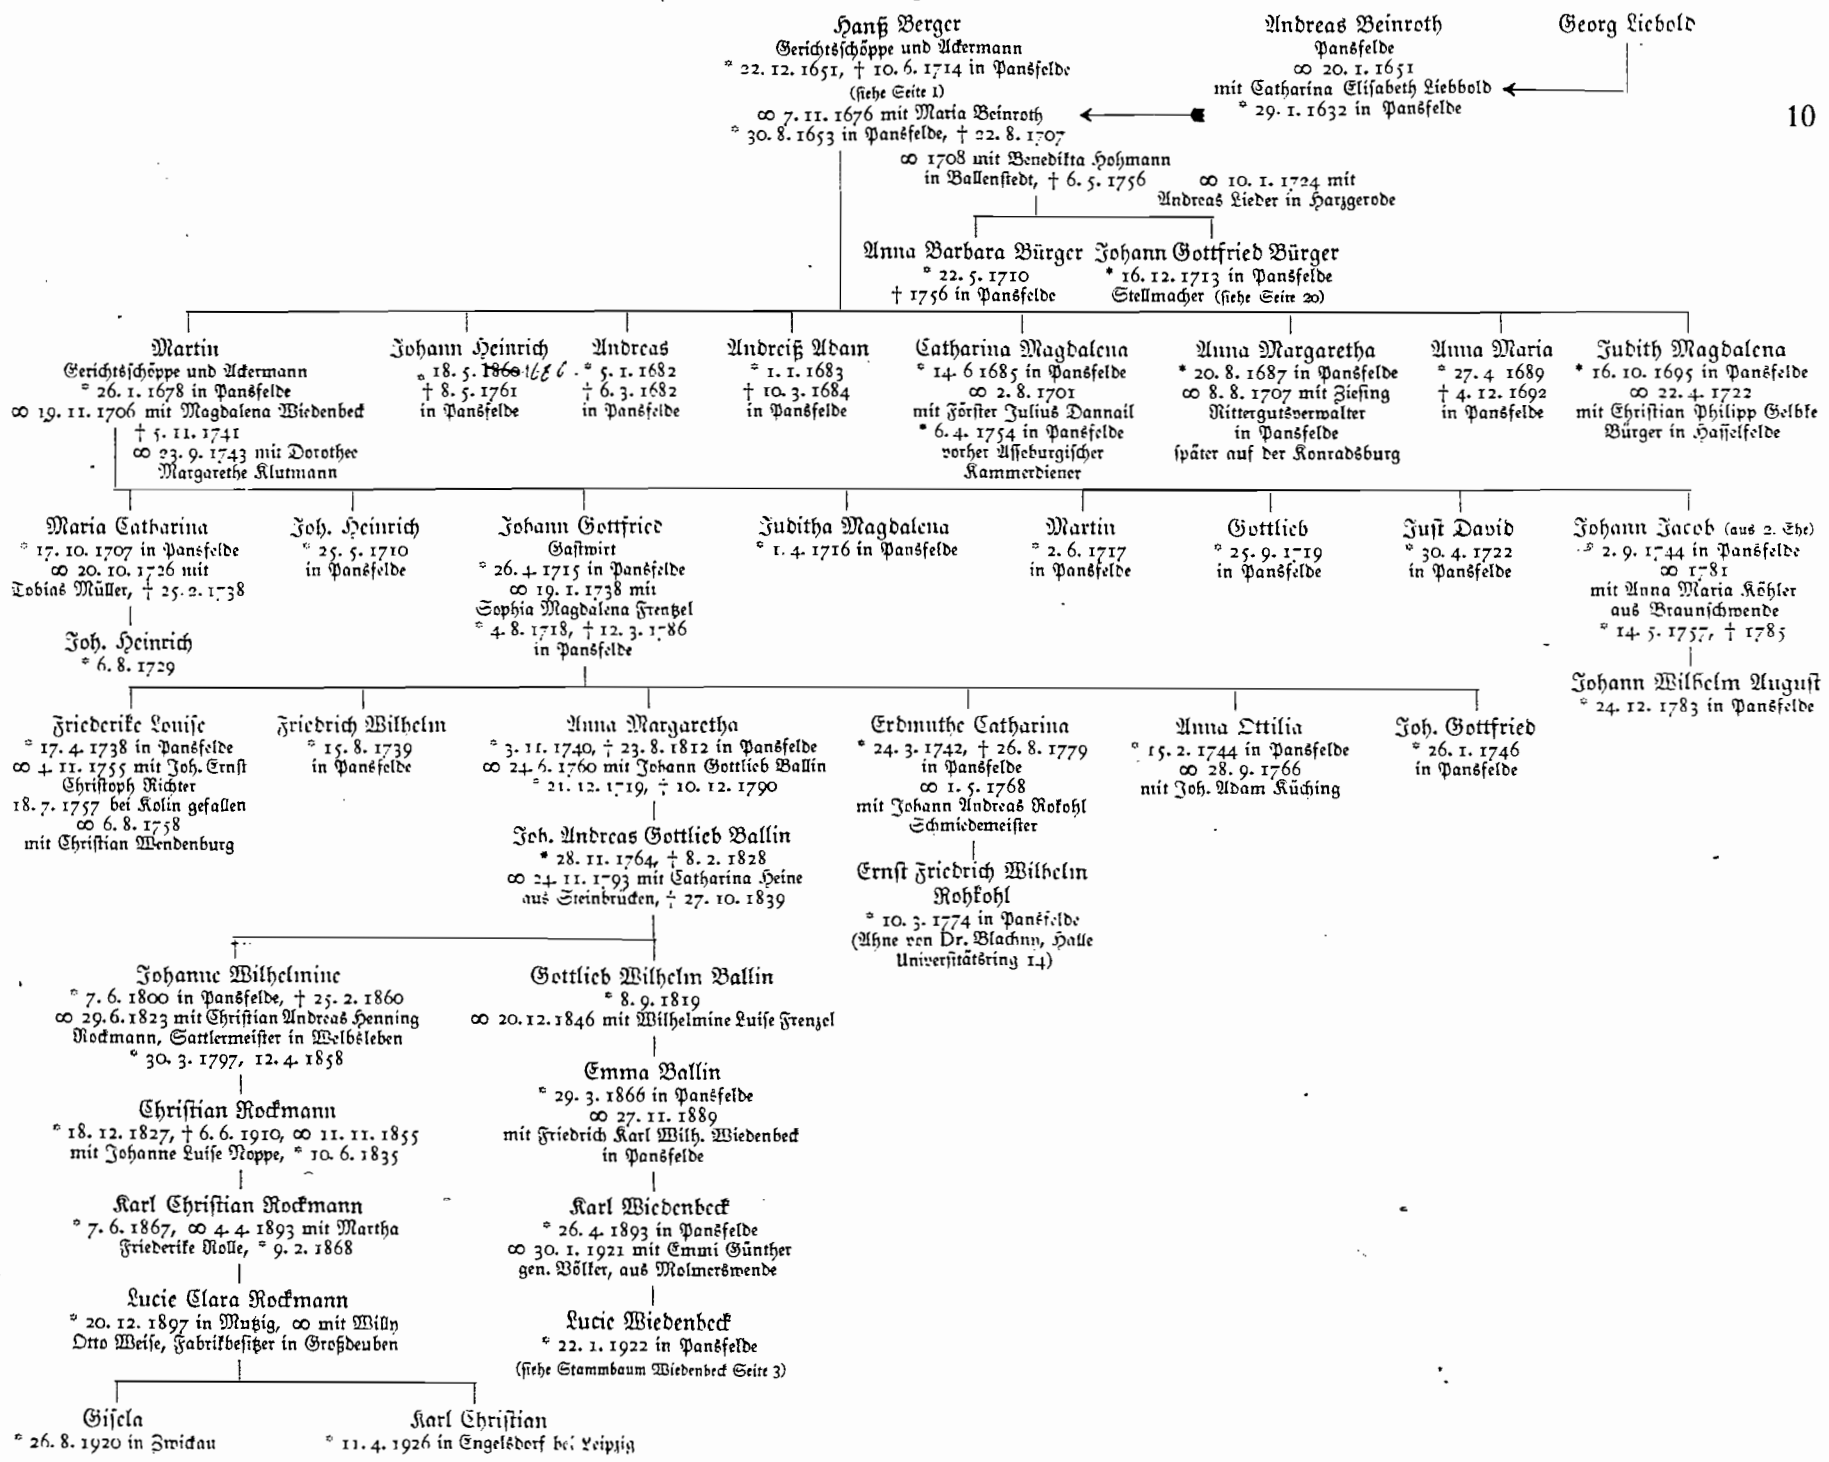 Hanß Berger
Gerichtsschöppe und Ackermann
* 22. 12. 1651, † 10. 6. 1714 in Pansfelde
(siehe Seite 1)
∞ 7. 11. 1676 mit Maria Beinroth
* 30. 8. 1653 in Pansfelde, † 22. 8. 1707
Andreas Beinroth
Pansfelde
∞ 20. 1. 1651
mit Catharina Elisabeth Liebbold
* 29. 1. 1632 in Pansfelde
Georg Liebold
10
∞ 1708 mit Benedikta Hohmann
in Ballenstedt, † 6. 5. 1756
∞ 10. 1. 1724 mit
Andreas Lieder in Harzgerode
Anna Barbara Bürger
* 22. 5. 1710
† 1756 in Pansfelde
Johann Gottfried Bürger
* 16. 12. 1713 in Pansfelde
Stellmacher (siehe Seite 20)
Martin
Gerichtsschöppe und Ackermann
* 26. 1. 1678 in Pansfelde
∞ 19. 11. 1706 mit Magdalena Wiedenbeck
† 5. 11. 1741
∞ 23. 9. 1743 mit Dorothee
Margarethe Klutmann
Johann Heinrich
* 18. 5. 1860 1686
† 8. 5. 1761
in Pansfelde
Andreas
* 5. 1. 1682
† 6. 3. 1682
in Pansfelde
Andreiß Adam
* 1. 1. 1683
† 10. 3. 1684
in Pansfelde
Catharina Magdalena
* 14. 6 1685 in Pansfelde
∞ 2. 8. 1701
mit Förster Julius Dannail
* 6. 4. 1754 in Pansfelde
vorher Asseburgischer
Kammerdiener
Anna Margaretha
* 20. 8. 1687 in Pansfelde
∞ 8. 8. 1707 mit Ziesing
Rittergutsverwalter
in Pansfelde
später auf der Konradsburg
Anna Maria
* 27. 4 1689
† 4. 12. 1692
in Pansfelde
Judith Magdalena
* 16. 10. 1695 in Pansfelde
∞ 22. 4. 1722
mit Christian Philipp Gelbke
Bürger in Hasselfelde
Maria Catharina
* 17. 10. 1707 in Pansfelde
∞ 20. 10. 1726 mit
Tobias Müller, † 25. 2. 1738
Joh. Heinrich
* 6. 8. 1729
Joh. Heinrich
* 25. 5. 1710
in Pansfelde
Johann Gottfried
Gastwirt
* 26. 4. 1715 in Pansfelde
∞ 19. 1. 1738 mit
Sophia Magdalena Frentzel
* 4. 8. 1718, † 12. 3. 1786
in Pansfelde
Juditha Magdalena
* 1. 4. 1716 in Pansfelde
Martin
* 2. 6. 1717
in Pansfelde
Gottlieb
* 25. 9. 1719
in Pansfelde
Just David
* 30. 4. 1722
in Pansfelde
Johann Jacob (aus 2. Ehe)
* 2. 9. 1744 in Pansfelde
∞ 1781
mit Anna Maria Köhler
aus Braunschwende
* 14. 5. 1757, † 1785
Johann Wilhelm August
* 24. 12. 1783 in Pansfelde
Friederike Louise
* 17. 4. 1738 in Pansfelde
∞ 4. 11. 1755 mit Joh. Ernst
Christoph Richter
18. 7. 1757 bei Kolin gefallen
∞ 6. 8. 1758
mit Christian Wendenburg
Friedrich Wilhelm
* 15. 8. 1739
in Pansfelde
Anna Margaretha
* 3. 11. 1740, † 23. 8. 1812 in Pansfelde
∞ 24. 6. 1760 mit Johann Gottlieb Ballin
* 21. 12. 1719, † 10. 12. 1790
Joh. Andreas Gottlieb Ballin
* 28. 11. 1764, † 8. 2. 1828
∞ 24. 11. 1793 mit Catharina Heine
aus Steinbrücken, † 27. 10. 1839
Erdmuthe Catharina
* 24. 3. 1742, † 26. 8. 1779
in Pansfelde
∞ 1. 5. 1768
mit Johann Andreas Rokohl
Schmiedemeister
Ernst Friedrich Wilhelm
Rohkohl
* 10. 3. 1774 in Pansfelde
(Ahne von Dr. Blachny, Halle
Universitätsring 14)
Anna Ottilia
* 15. 2. 1744 in Pansfelde
∞ 28. 9. 1766
mit Joh. Adam Küching
Joh. Gottfried
* 26. 1. 1746
in Pansfelde
Johanne Wilhelmine
* 7. 6. 1800 in Pansfelde, † 25. 2. 1860
∞ 29. 6. 1823 mit Christian Andreas Henning
Rockmann, Sattlermeister in Welbsleben
* 30. 3. 1797, 12. 4. 1858
Christian Rockmann
* 18. 12. 1827, † 6. 6. 1910, ∞ 11. 11. 1855
mit Johanne Luise Noppe, * 10. 6. 1835
Karl Christian Rockmann
* 7. 6. 1867, ∞ 4. 4. 1893 mit Martha
Friederike Nolle, * 9. 2. 1868
Lucie Clara Rockmann
* 20. 12. 1897 in Mutzig, ∞ mit Willy
Otto Weise, Fabrikbesitzer in Großdeuben
Gisela
* 26. 8. 1920 in Zwickau
Karl Christian
* 11. 4. 1926 in Engelsdorf bei Leipzig
Gottlieb Wilhelm Ballin
* 8. 9. 1819
∞ 20. 12. 1846 mit Wilhelmine Luise Frenzel
Emma Ballin
* 29. 3. 1866 in Pansfelde
∞ 27. 11. 1889
mit Friedrich Karl Wilh. Wiedenbeck
in Pansfelde
Karl Wiedenbeck
* 26. 4. 1893 in Pansfelde
∞ 30. 1. 1921 mit Emmi Günther
gen. Völker, aus Molmerswende
Lucie Wiedenbeck
* 22. 1. 1922 in Pansfelde
(siehe Stammbaum Wiedenbeck Seite 3)